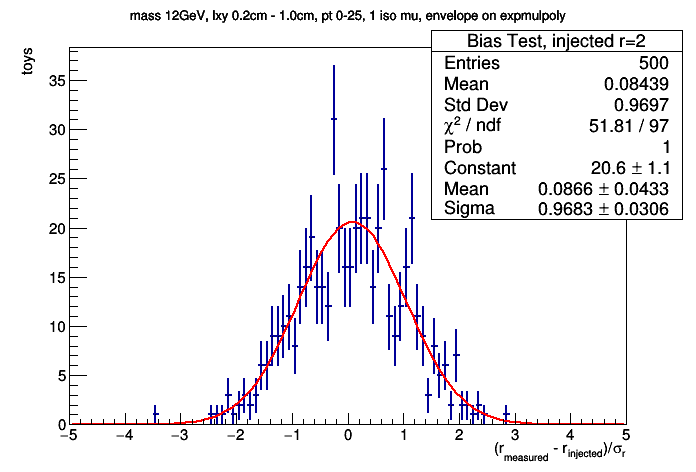 mass 12GeV, lxy 0.2cm - 1.0cm, pt 0-25, 1 iso mu, envelope on expmulpoly
Bias Test, injected r=2
Entries 500
Mean 0.08439
Std Dev 0.9697
χ² / ndf 51.81 / 97
Prob 1
Constant 20.6 ± 1.1
Mean 0.0866 ± 0.0433
Sigma 0.9683 ± 0.0306
toys
35
30
25
20
15
10
5
0
−5 −4 −3 −2 −1 0 1 2 3 4 5
(r_measured - r_injected)/σ_r